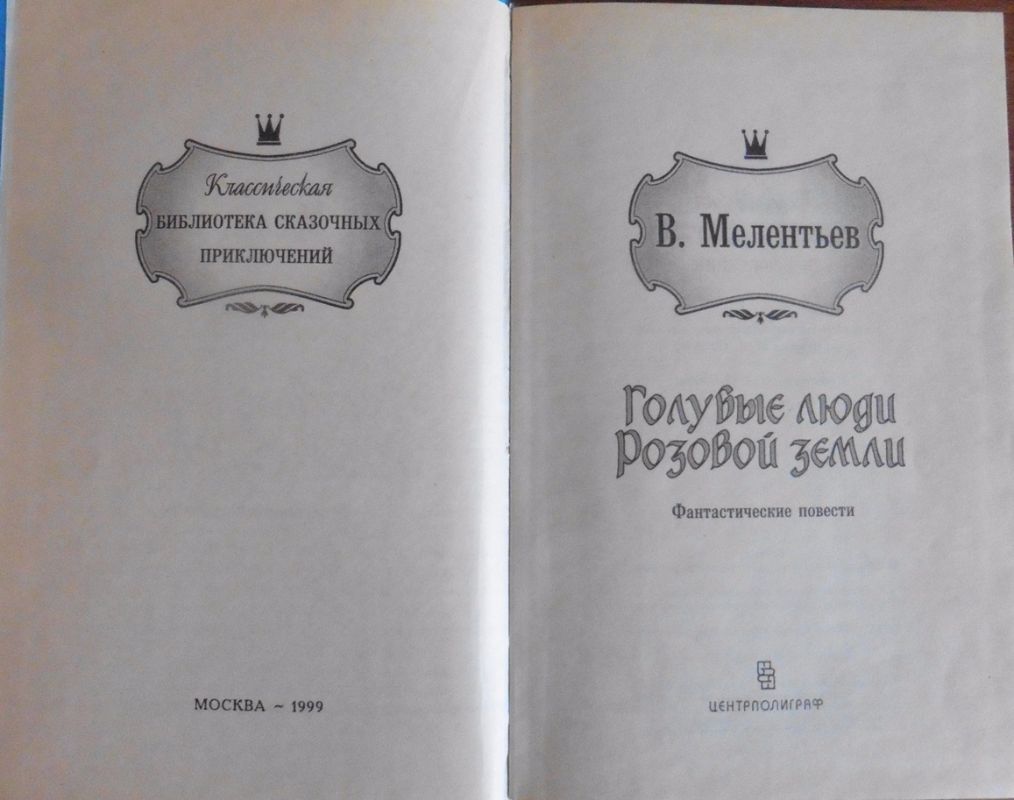 Классическая
БИБЛИОТЕКА СКАЗОЧНЫХ
ПРИКЛЮЧЕНИЙ
МОСКВА ~ 1999
В. Мелентьев
Голубые люди
Розовой земли
Фантастические повести
ЦЕНТРПОЛИГРАФ